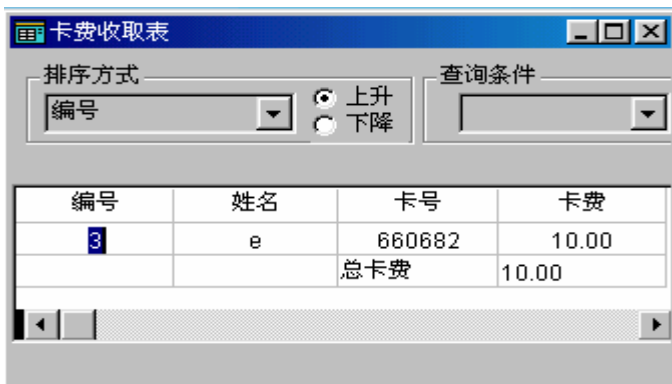 卡费收取表
排序方式
查询条件
编号
上升
下降
编号 姓名 卡号 卡费
3 e 660682 10.00
总卡费 10.00